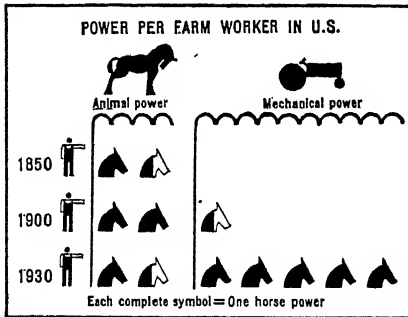 POWER PER FARM WORKER IN U.S.
Animal power Mechanical power
1850
1900
1930
Each complete symbol=One horse power